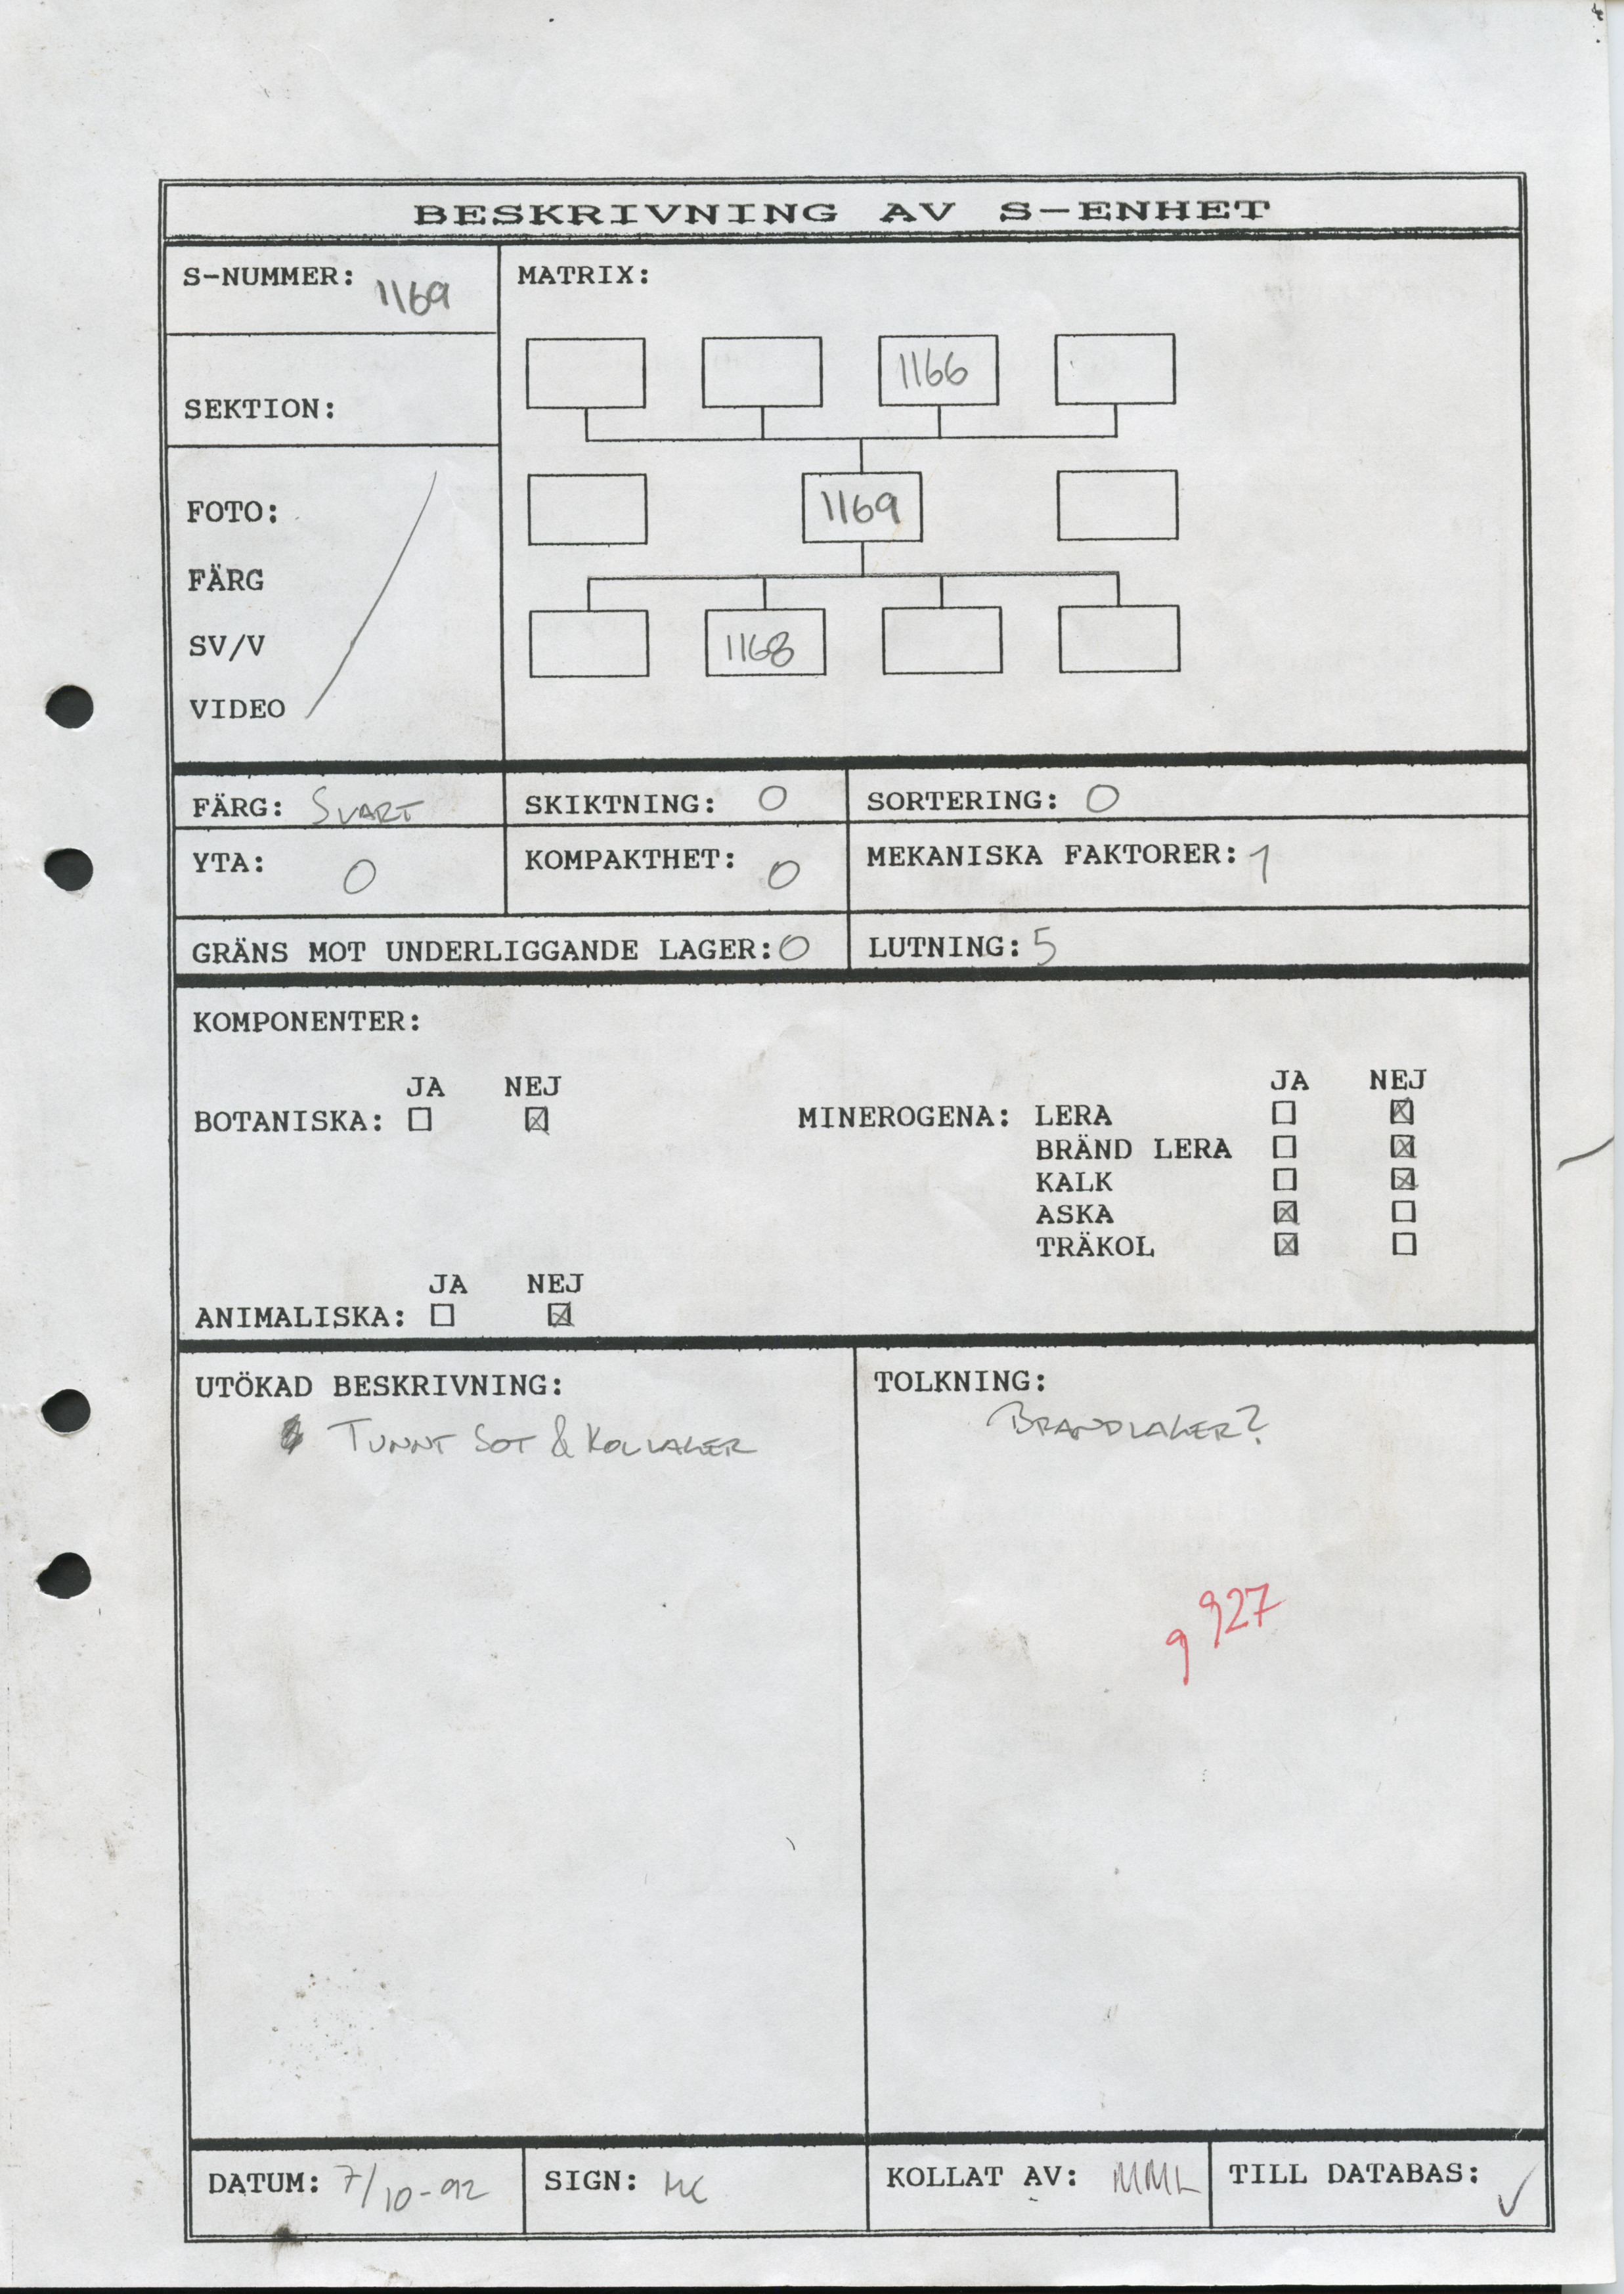 BESKRIVNING AV S-ENHET
S-NUMMER: 1169
MATRIX:
1166
SEKTION:
1169
FOTO:
FÄRG
SV/V
1168
VIDEO
FÄRG: SVART SKIKTNING: 0 SORTERING: 0
YTA: 0 KOMPAKTHET: 0 MEKANISKA FAKTORER: 1
GRÄNS MOT UNDERLIGGANDE LAGER: 0 LUTNING: 5
KOMPONENTER:
JA NEJ
BOTANISKA: ☐ ☒
JA NEJ
MINEROGENA: LERA ☐ ☒
BRÄND LERA ☐ ☒
KALK ☐ ☒
ASKA ☒ ☐
TRÄKOL ☒ ☐
JA NEJ
ANIMALISKA: ☐ ☒
UTÖKAD BESKRIVNING:
TUNNT SOT & KOLLAGER
TOLKNING:
BRANDLAGER?
9 927
DATUM: 7/10-92 SIGN: MC KOLLAT AV: MML TILL DATABAS: ✓